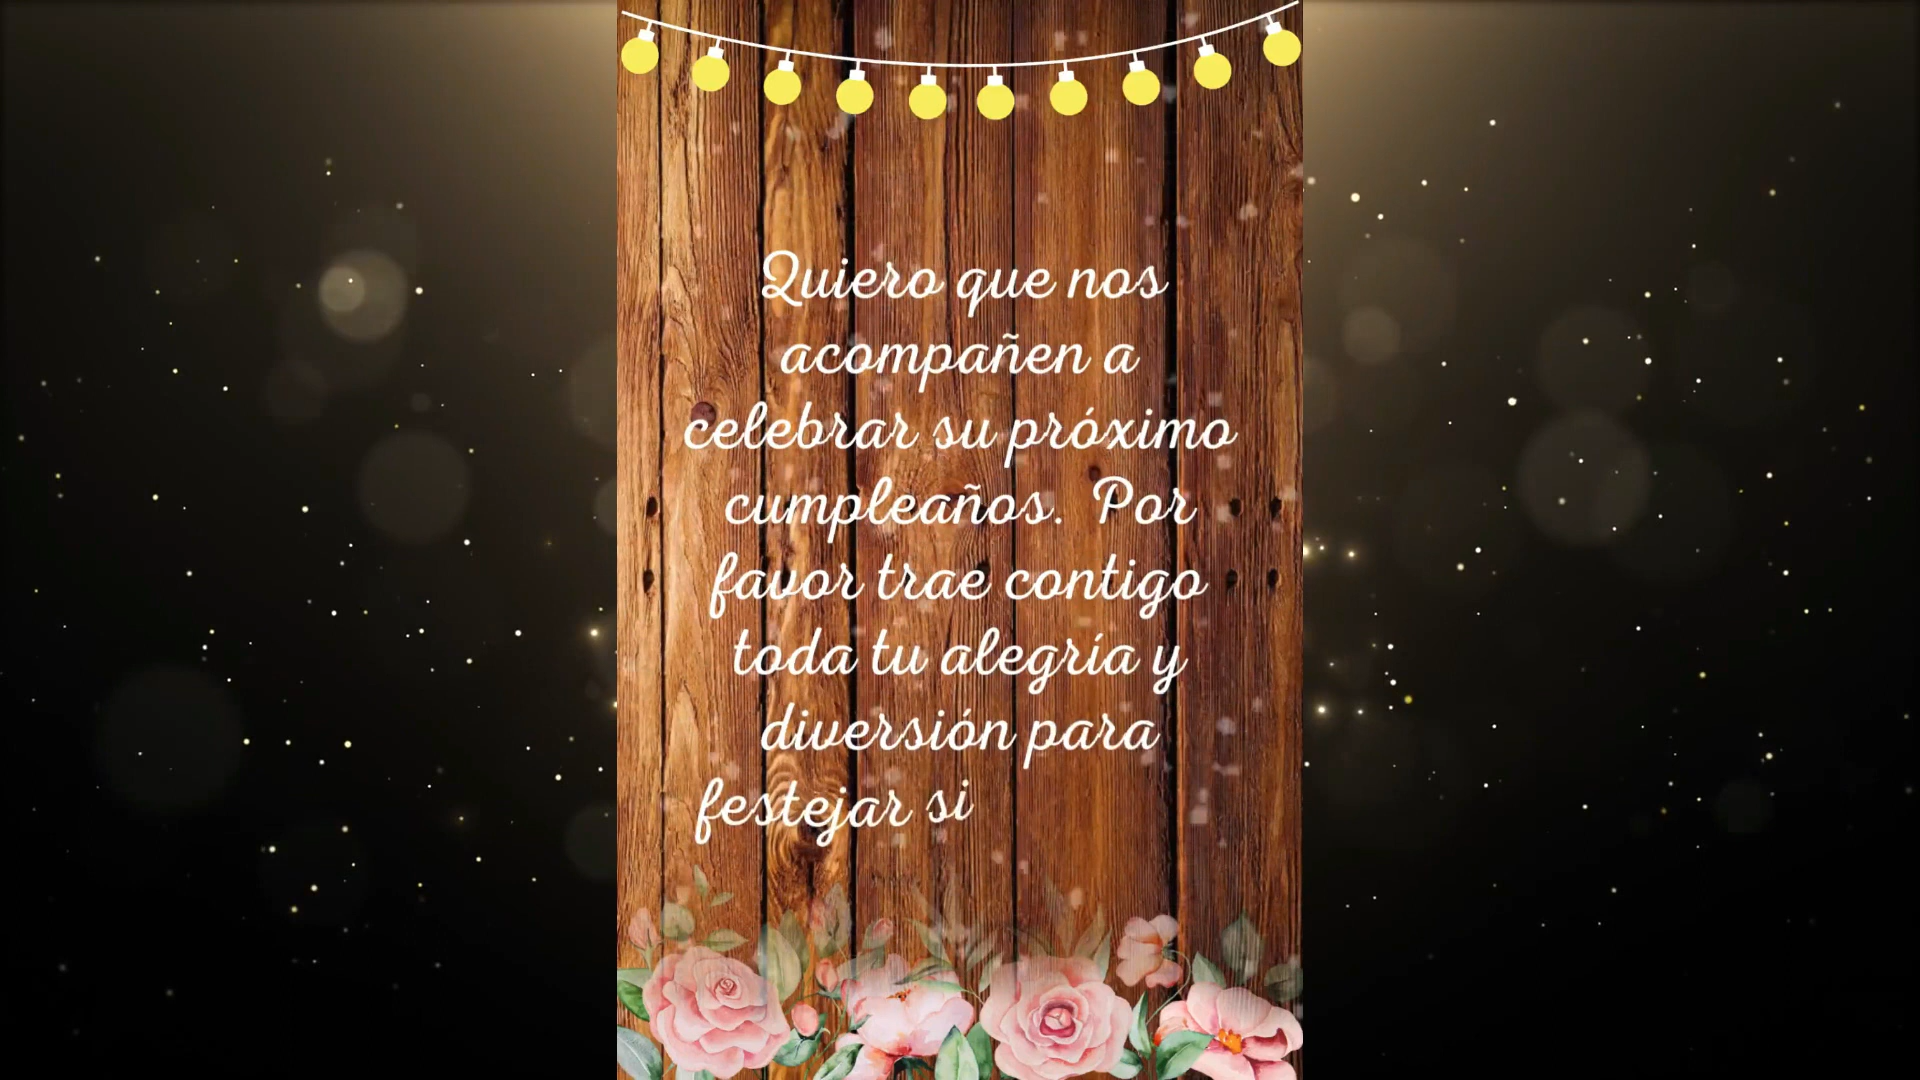 Quiero que nos
acompañen a
celebrar su próximo
cumpleaños. Por
favor trae contigo
toda tu alegría y
diversión para
festejar si